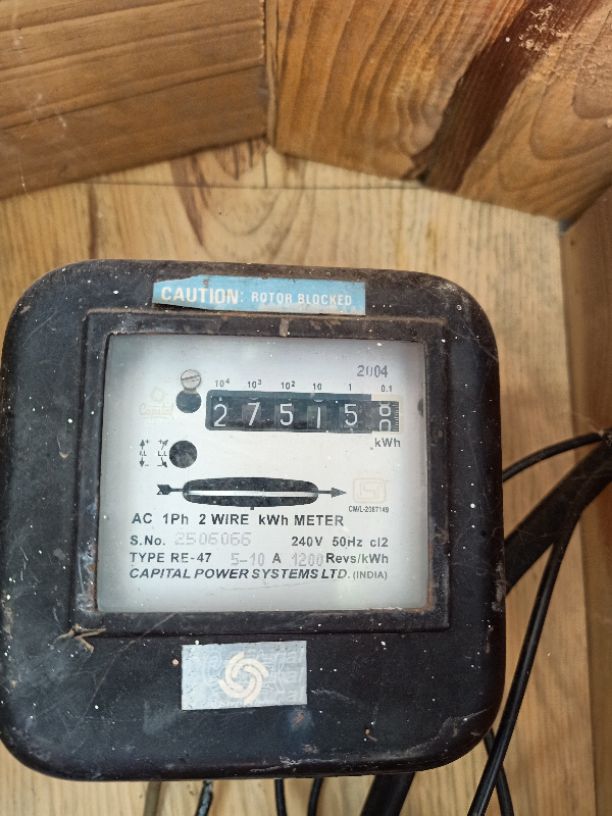 CAUTION: ROTOR BLOCKED
2004
10⁴ 10³ 10² 10 1 0.1
2 7 5 1 5 8
kWh
AC 1Ph 2 WIRE kWh METER
CM/L-2087149
S.No. 2506066 240V 50Hz cl2
TYPE RE-47 5-10 A 1200 Revs/kWh
CAPITAL POWER SYSTEMS LTD. (INDIA)